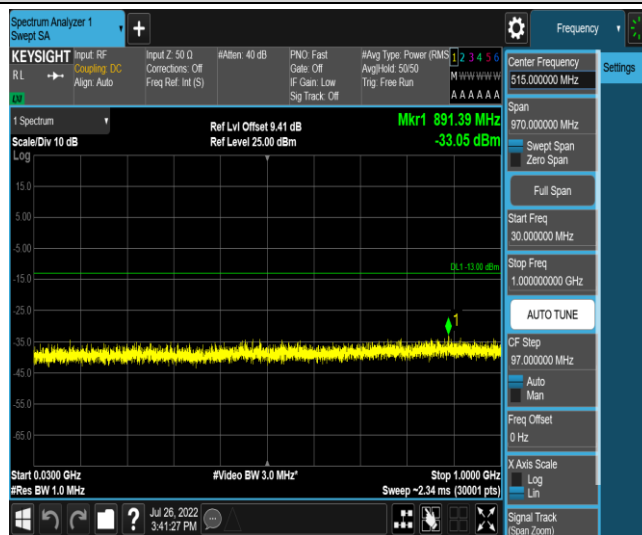 Spectrum Analyzer 1
Swept SA
+
Frequency
KEYSIGHT
RL
LXI
Input: RF
Coupling: DC
Align: Auto
Input Z: 50 Ω
Corrections: Off
Freq Ref: Int (S)
#Atten: 40 dB
PNO: Fast
Gate: Off
IF Gain: Low
Sig Track: Off
#Avg Type: Power (RMS
Avg|Hold: 50/50
Trig: Free Run
1 2 3 4 5 6
M W W W W W
A A A A A A
1 Spectrum
Scale/Div 10 dB
Log
Ref Lvl Offset 9.41 dB
Ref Level 25.00 dBm
Mkr1 891.39 MHz
-33.05 dBm
15.0
5.00
-5.00
-15.0
-25.0
-35.0
-45.0
-55.0
-65.0
DL1 -13.00 dBm
1
Start 0.0300 GHz
#Res BW 1.0 MHz
#Video BW 3.0 MHz*
Stop 1.0000 GHz
Sweep ~2.34 ms (30001 pts)
?
Jul 26, 2022
3:41:27 PM
Center Frequency
515.000000 MHz
Span
970.000000 MHz
Swept Span
Zero Span
Full Span
Start Freq
30.000000 MHz
Stop Freq
1.000000000 GHz
AUTO TUNE
CF Step
97.000000 MHz
Auto
Man
Freq Offset
0 Hz
X Axis Scale
Log
Lin
Signal Track
(Span Zoom)
Settings